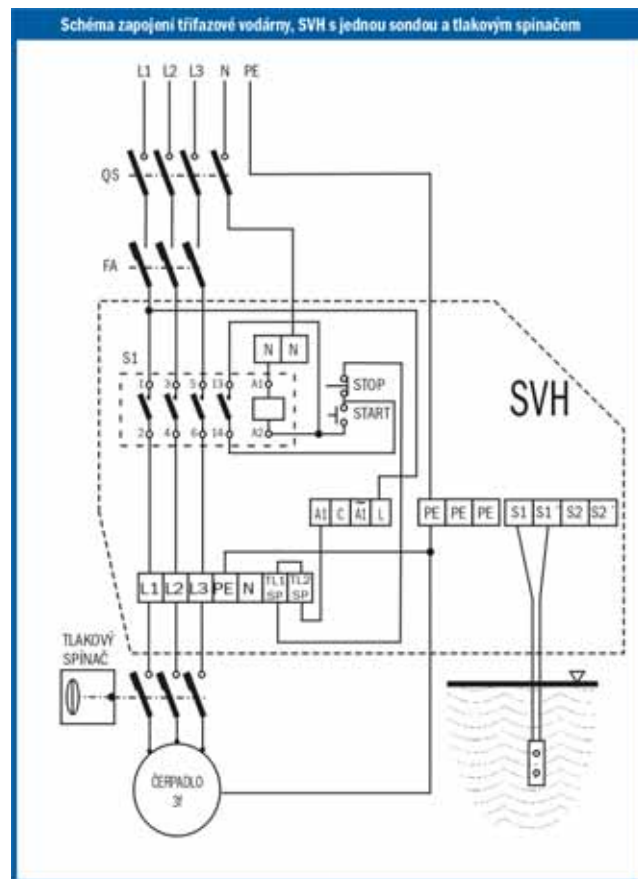 Schéma zapojení třífazové vodárny, SVH s jednou sondou a tlakovým spínačem
L1 L2 L3 N PE
QS
FA
S1
N N
1 3 5 13 A1
STOP
START
SVH
2 4 6 14 A2
A1 C A1 L
PE PE PE
S1 S1' S2 S2'
L1 L2 L3 PE N TL1 SP TL2 SP
TLAKOVÝ
SPÍNAČ
ČERPADLO
3f